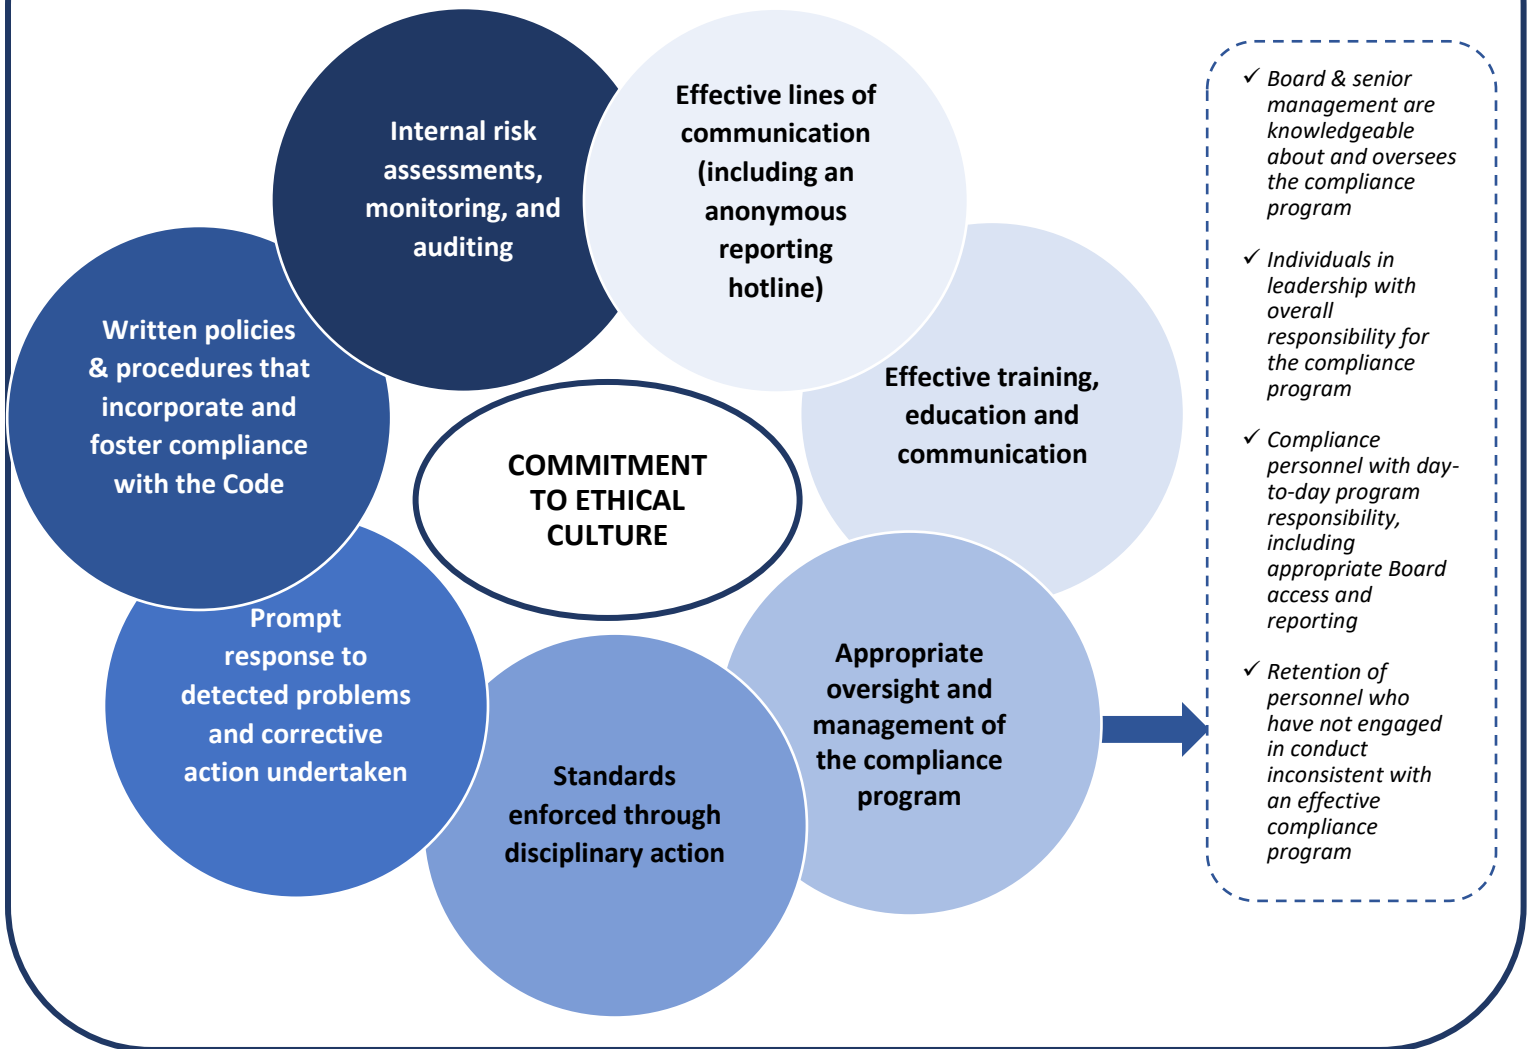 Internal risk
assessments,
monitoring, and
auditing
Effective lines of
communication
(including an
anonymous
reporting
hotline)
Effective training,
education and
communication
Appropriate
oversight and
management of
the compliance
program
Standards
enforced through
disciplinary action
Prompt
response to
detected problems
and corrective
action undertaken
Written policies
& procedures that
incorporate and
foster compliance
with the Code
COMMITMENT
TO ETHICAL
CULTURE
✓ Board & senior
management are
knowledgeable
about and oversees
the compliance
program
✓ Individuals in
leadership with
overall
responsibility for
the compliance
program
✓ Compliance
personnel with day-
to-day program
responsibility,
including
appropriate Board
access and
reporting
✓ Retention of
personnel who
have not engaged
in conduct
inconsistent with
an effective
compliance
program